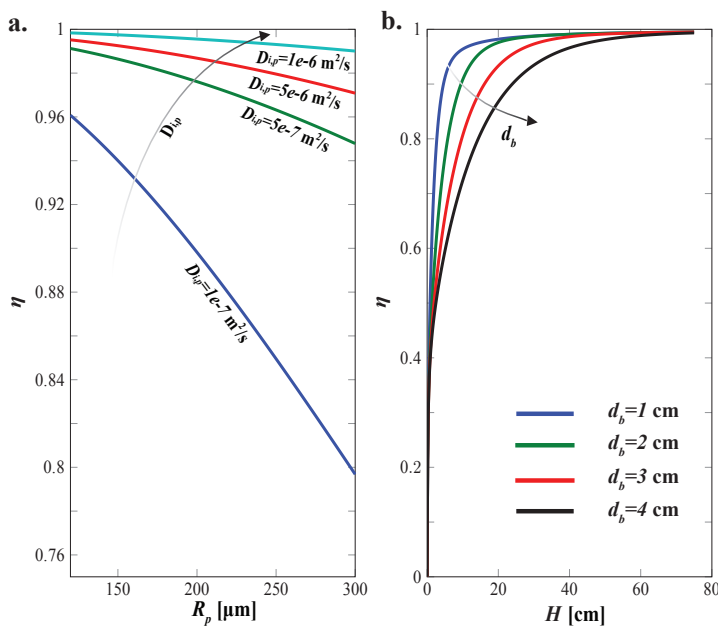 a.
1
0.96
0.92
0.88
0.84
0.8
0.76
η
150
200
250
300
R_p [μm]
D_{i,p}=1e-6 m²/s
D_{i,p}=5e-6 m²/s
D_{i,p}=5e-7 m²/s
D_{i,p}
D_{i,p}=1e-7 m²/s
b.
1
0.8
0.6
0.4
0.2
0
η
0
20
40
60
80
H [cm]
d_b
d_b=1 cm
d_b=2 cm
d_b=3 cm
d_b=4 cm